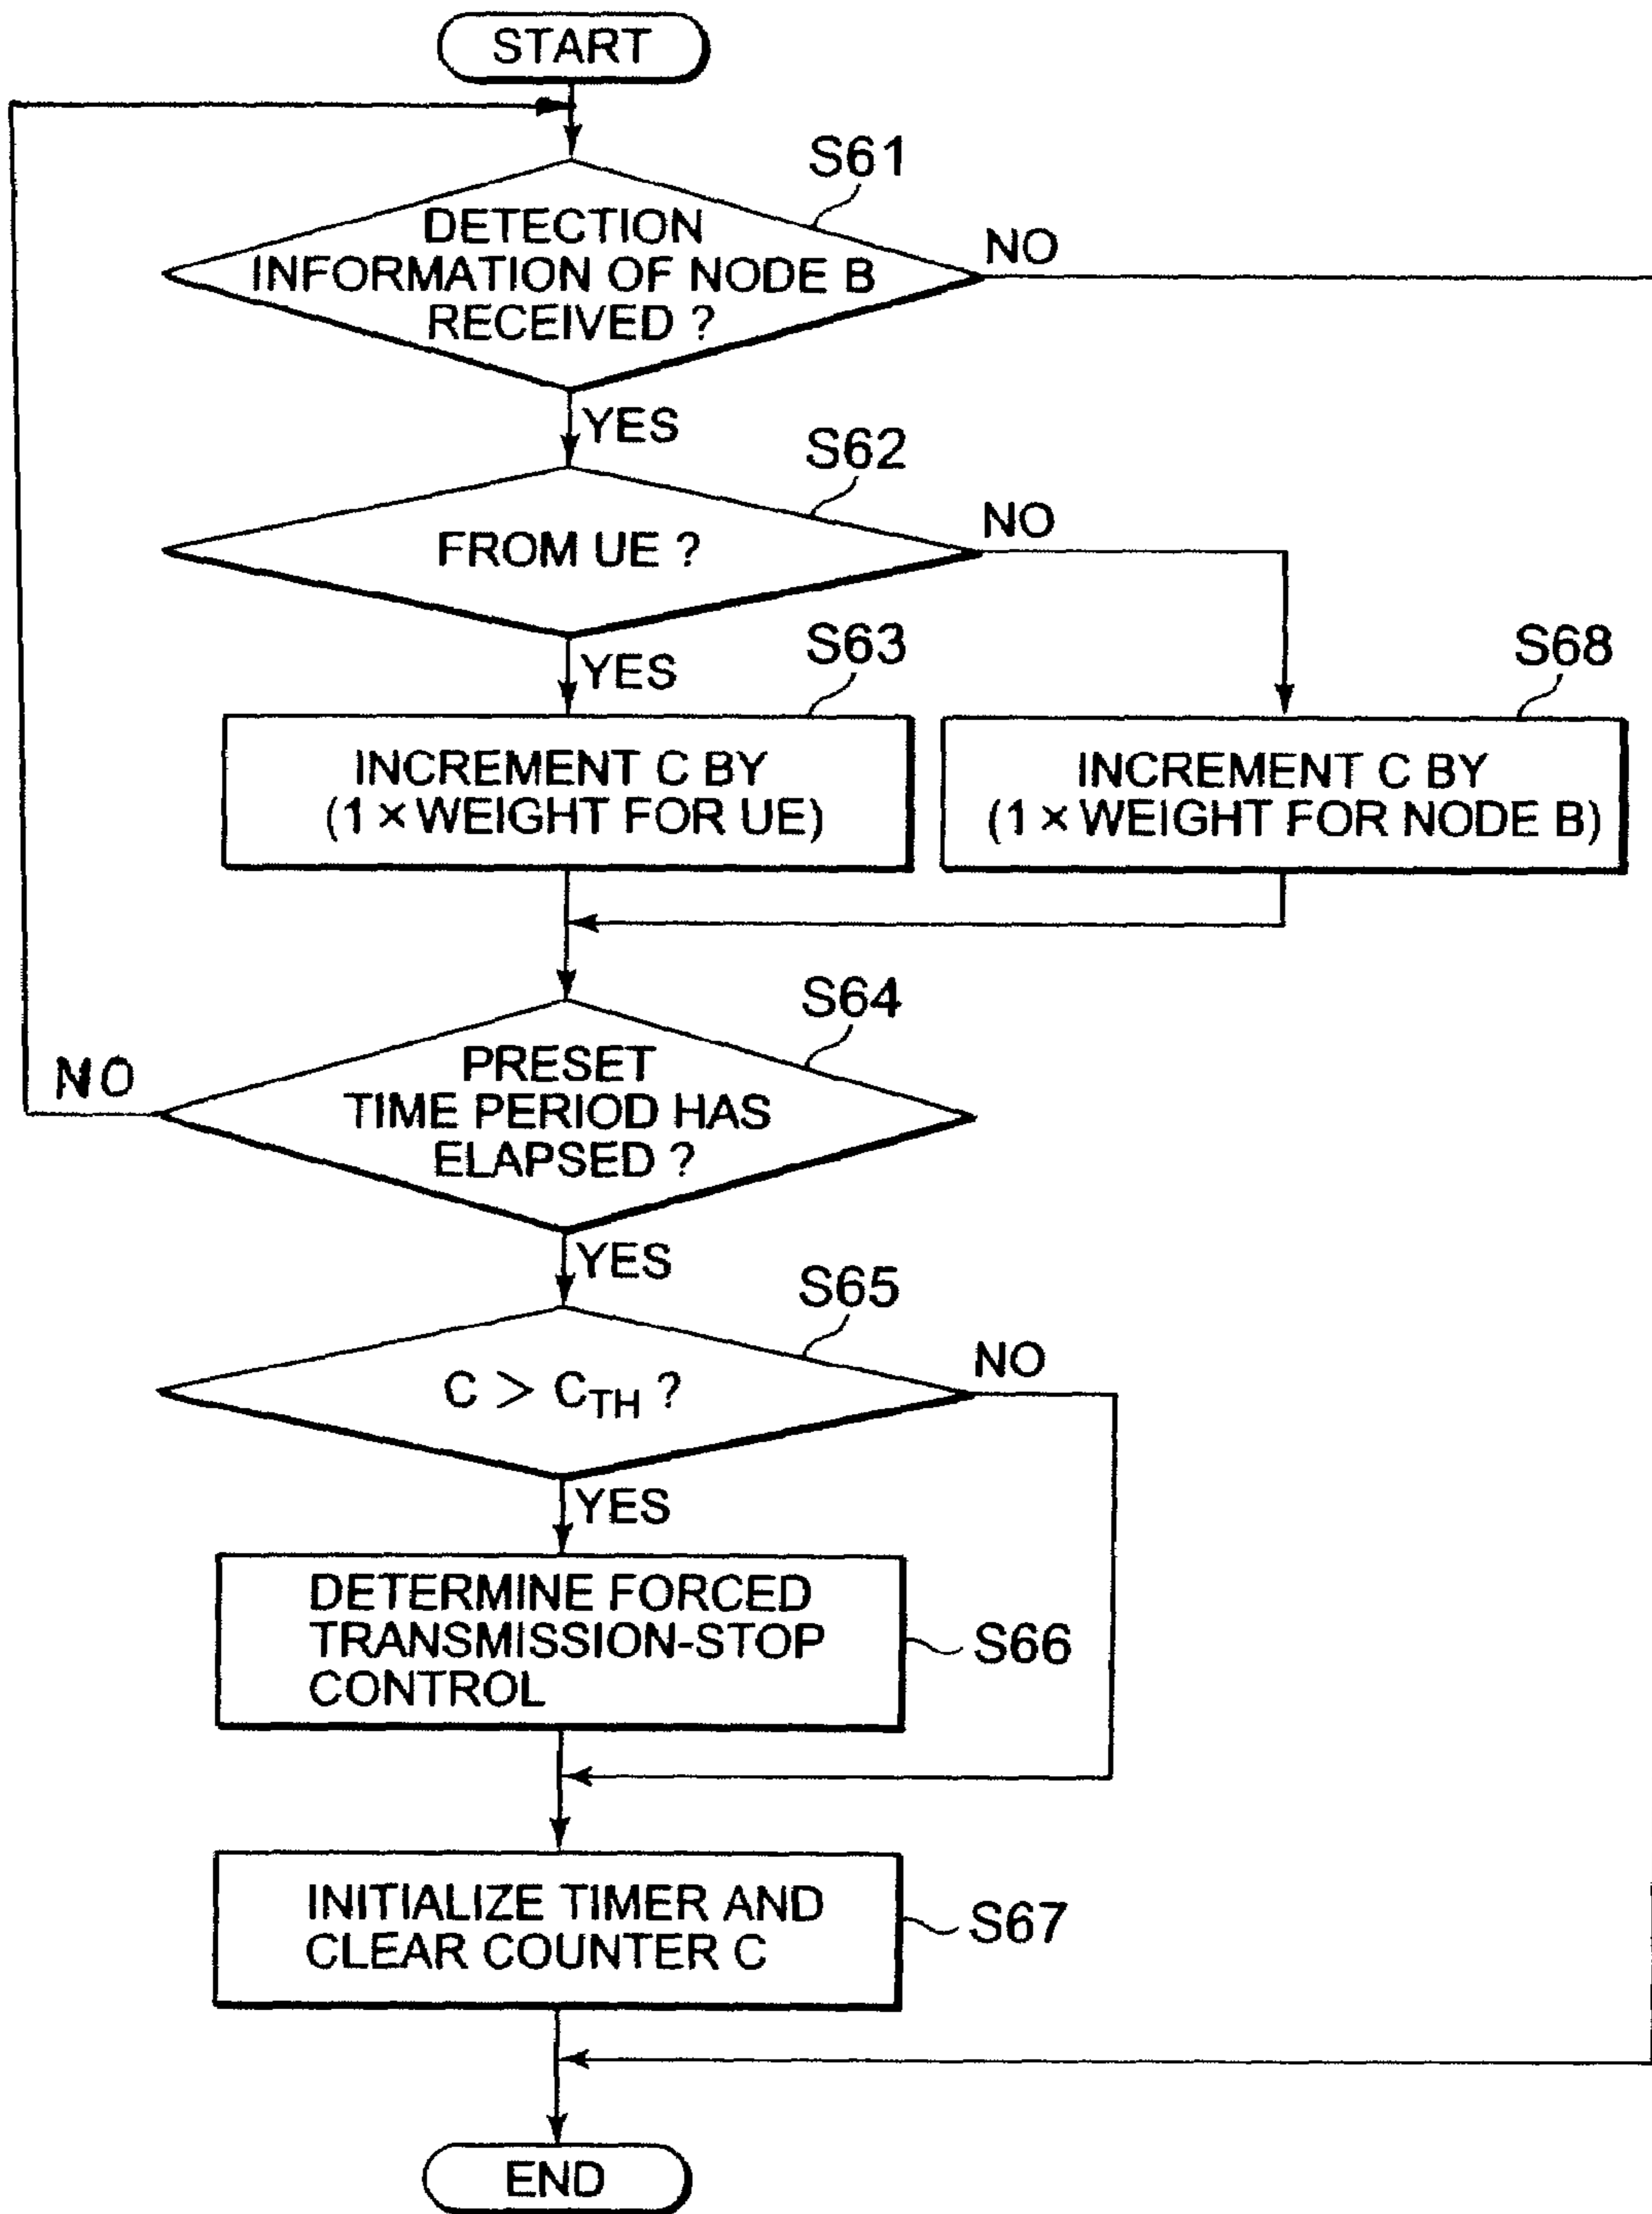 START
S61
DETECTION
INFORMATION OF NODE B
RECEIVED ?
NO
YES
S62
FROM UE ?
NO
YES
S63
S68
INCREMENT C BY
(1 × WEIGHT FOR UE)
INCREMENT C BY
(1 × WEIGHT FOR NODE B)
S64
PRESET
TIME PERIOD HAS
ELAPSED ?
NO
YES
S65
C > C_TH ?
NO
YES
DETERMINE FORCED
TRANSMISSION-STOP
CONTROL
S66
INITIALIZE TIMER AND
CLEAR COUNTER C
S67
END